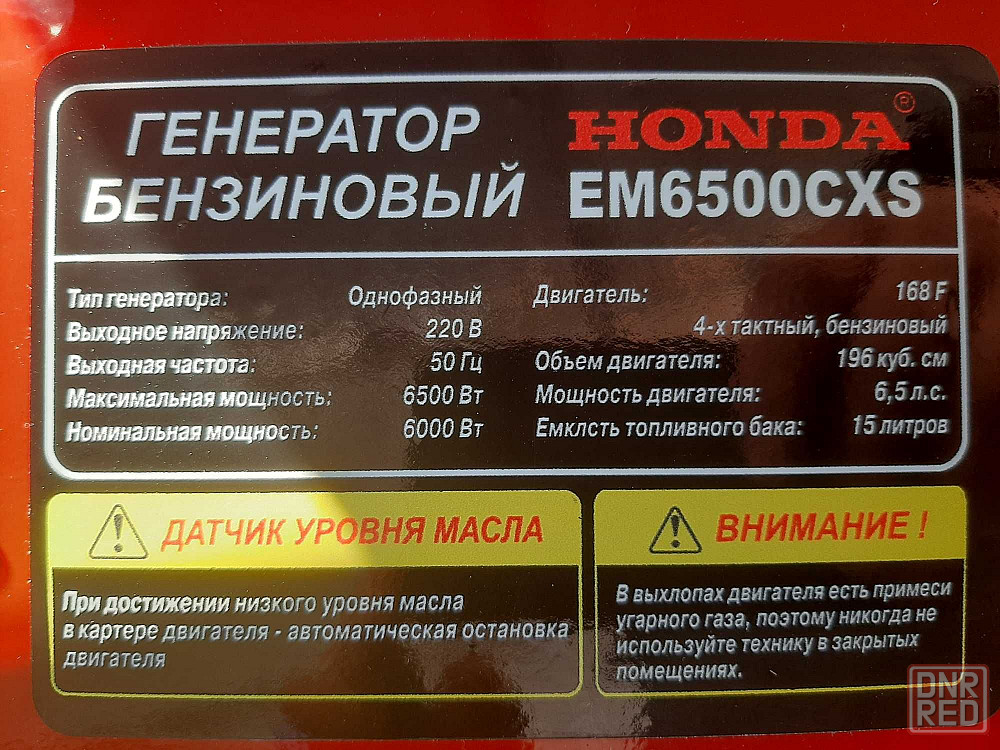 ГЕНЕРАТОР
БЕНЗИНОВЫЙ
HONDA®
EM6500CXS
Тип генератора: Однофазный
Выходное напряжение: 220 В
Выходная частота: 50 Гц
Максимальная мощность: 6500 Вт
Номинальная мощность: 6000 Вт
Двигатель: 168 F
4-х тактный, бензиновый
Объем двигателя: 196 куб. см
Мощность двигателя: 6,5 л.с.
Емклсть топливного бака: 15 литров
ДАТЧИК УРОВНЯ МАСЛА
При достижении низкого уровня масла
в картере двигателя - автоматическая остановка
двигателя
ВНИМАНИЕ !
В выхлопах двигателя есть примеси
угарного газа, поэтому никогда не
используйте технику в закрытых
помещениях.
DNR
RED